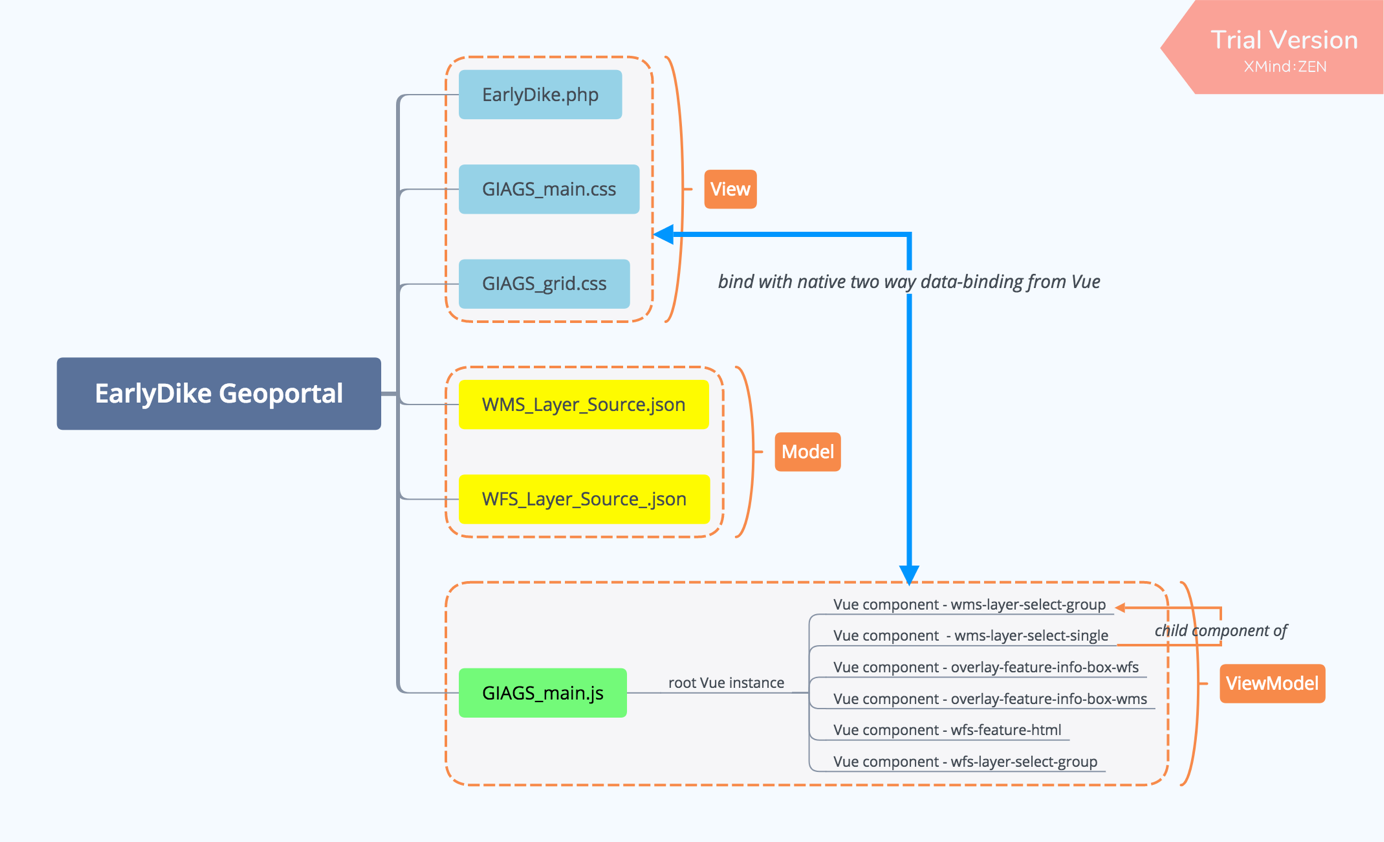 Trial Version
XMind:ZEN
EarlyDike.php
GIAGS_main.css
View
bind with native two way data-binding from Vue
GIAGS_grid.css
EarlyDike Geoportal
WMS_Layer_Source.json
Model
WFS_Layer_Source_.json
Vue component - wms-layer-select-group
child component of
Vue component - wms-layer-select-single
Vue component - overlay-feature-info-box-wfs
GIAGS_main.js
root Vue instance
ViewModel
Vue component - overlay-feature-info-box-wms
Vue component - wfs-feature-html
Vue component - wfs-layer-select-group